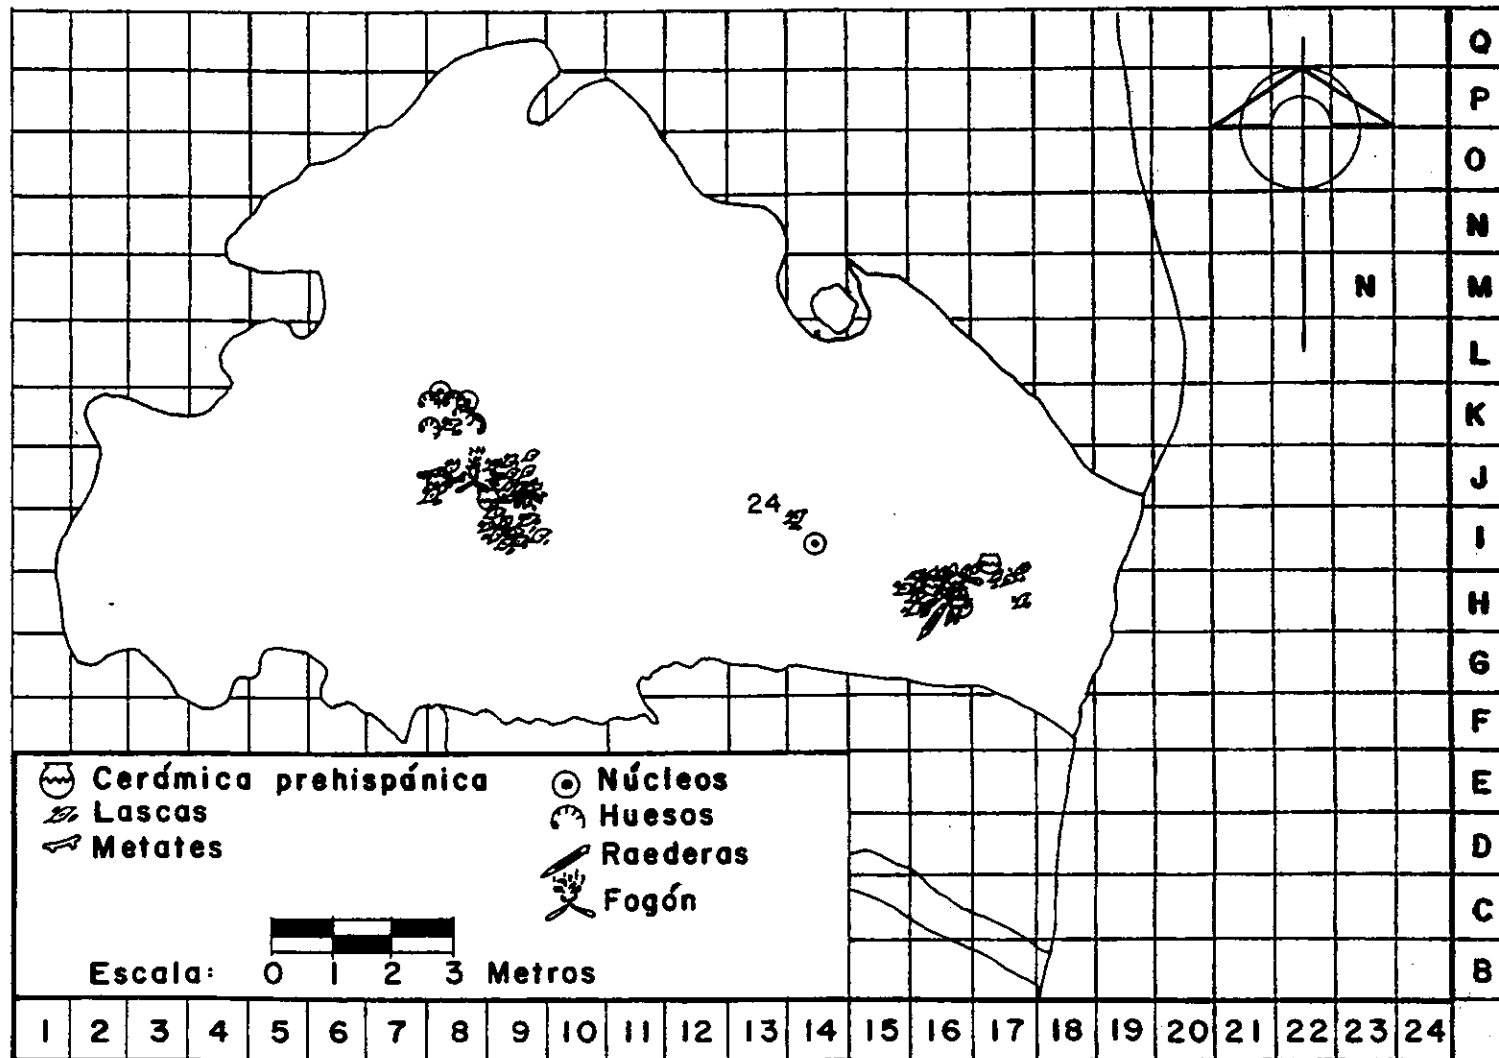 Q
P
O
N
N M
L
K
J
24
I
H
G
F
Cerámica prehispánica Núcleos E
Lascas Huesos
Metates Raederas D
Fogón C
Escala: 0 1 2 3 Metros B
1 2 3 4 5 6 7 8 9 10 11 12 13 14 15 16 17 18 19 20 21 22 23 24